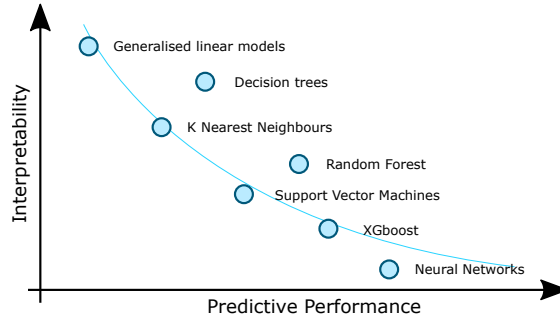 Generalised linear models
Decision trees
K Nearest Neighbours
Random Forest
Support Vector Machines
XGboost
Neural Networks
Interpretability
Predictive Performance